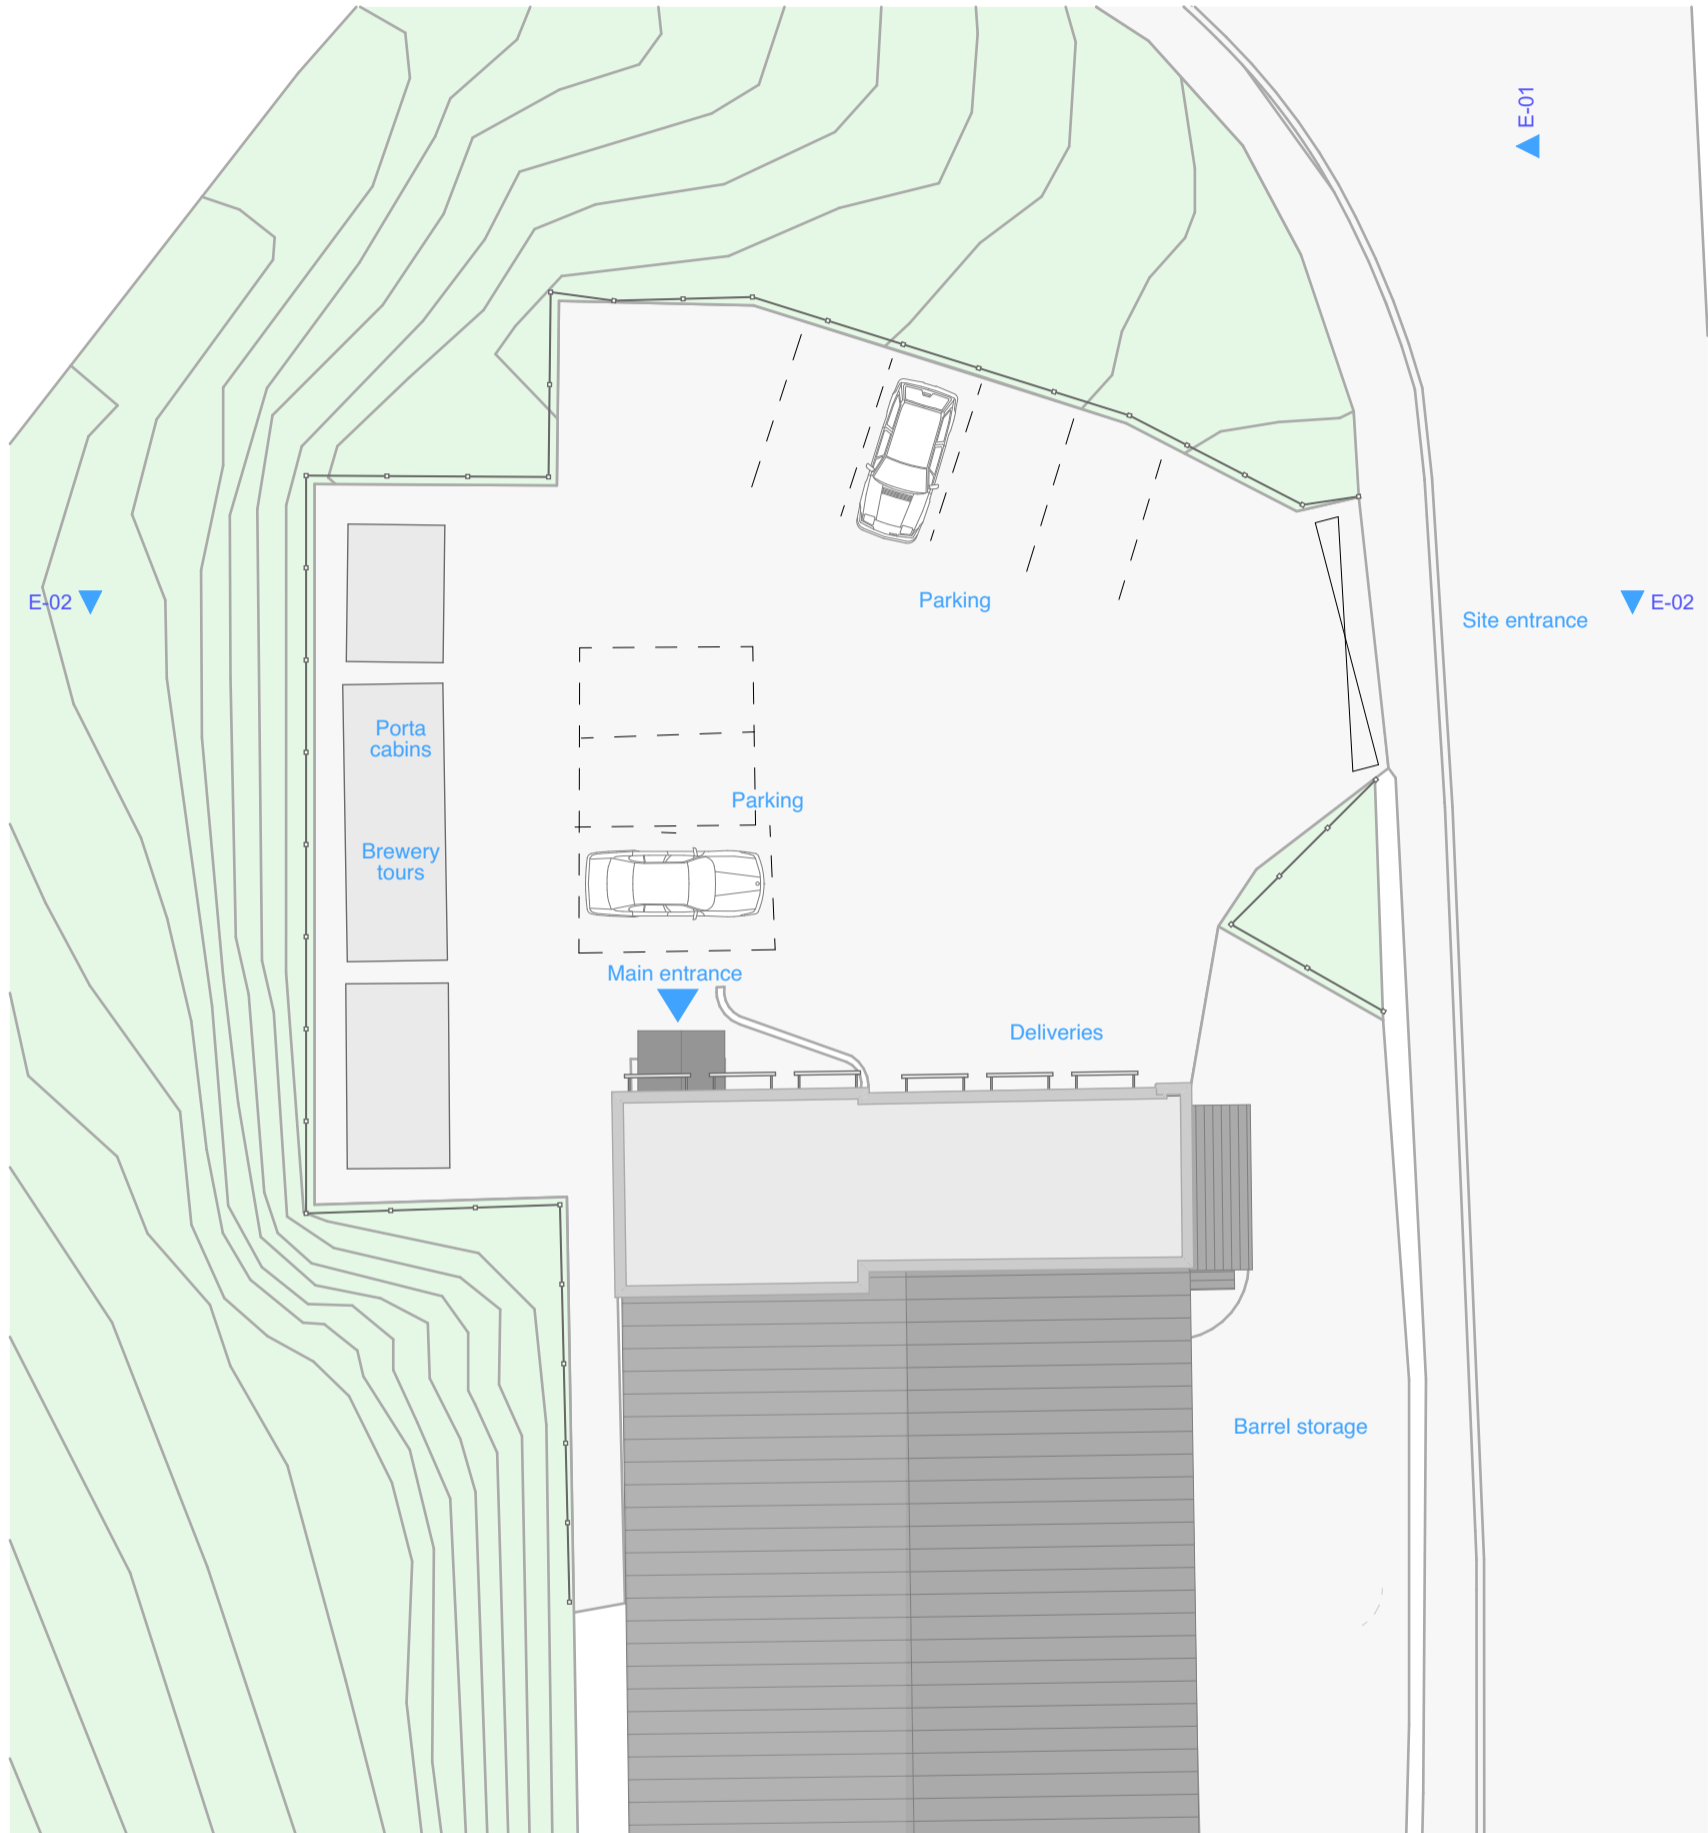 E-01
E-02
Parking
Site entrance
E-02
Porta
cabins
Parking
Brewery
tours
Main entrance
Deliveries
Barrel storage